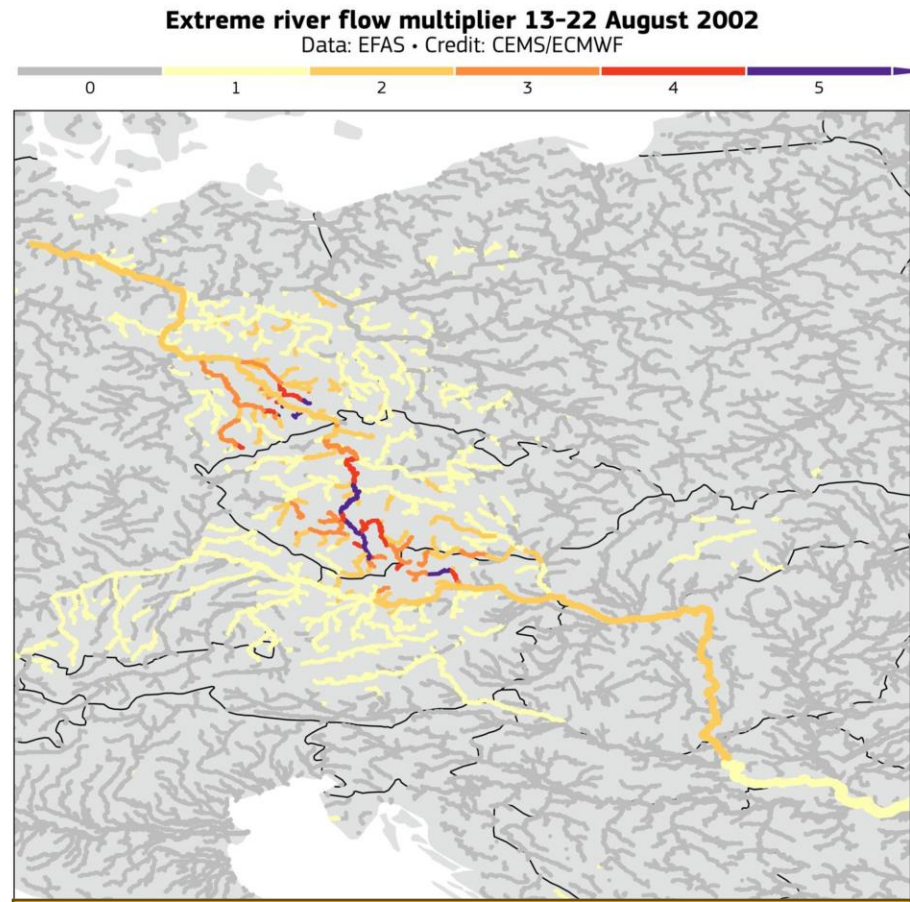 Extreme river flow multiplier 13-22 August 2002
Data: EFAS • Credit: CEMS/ECMWF
0 1 2 3 4 5